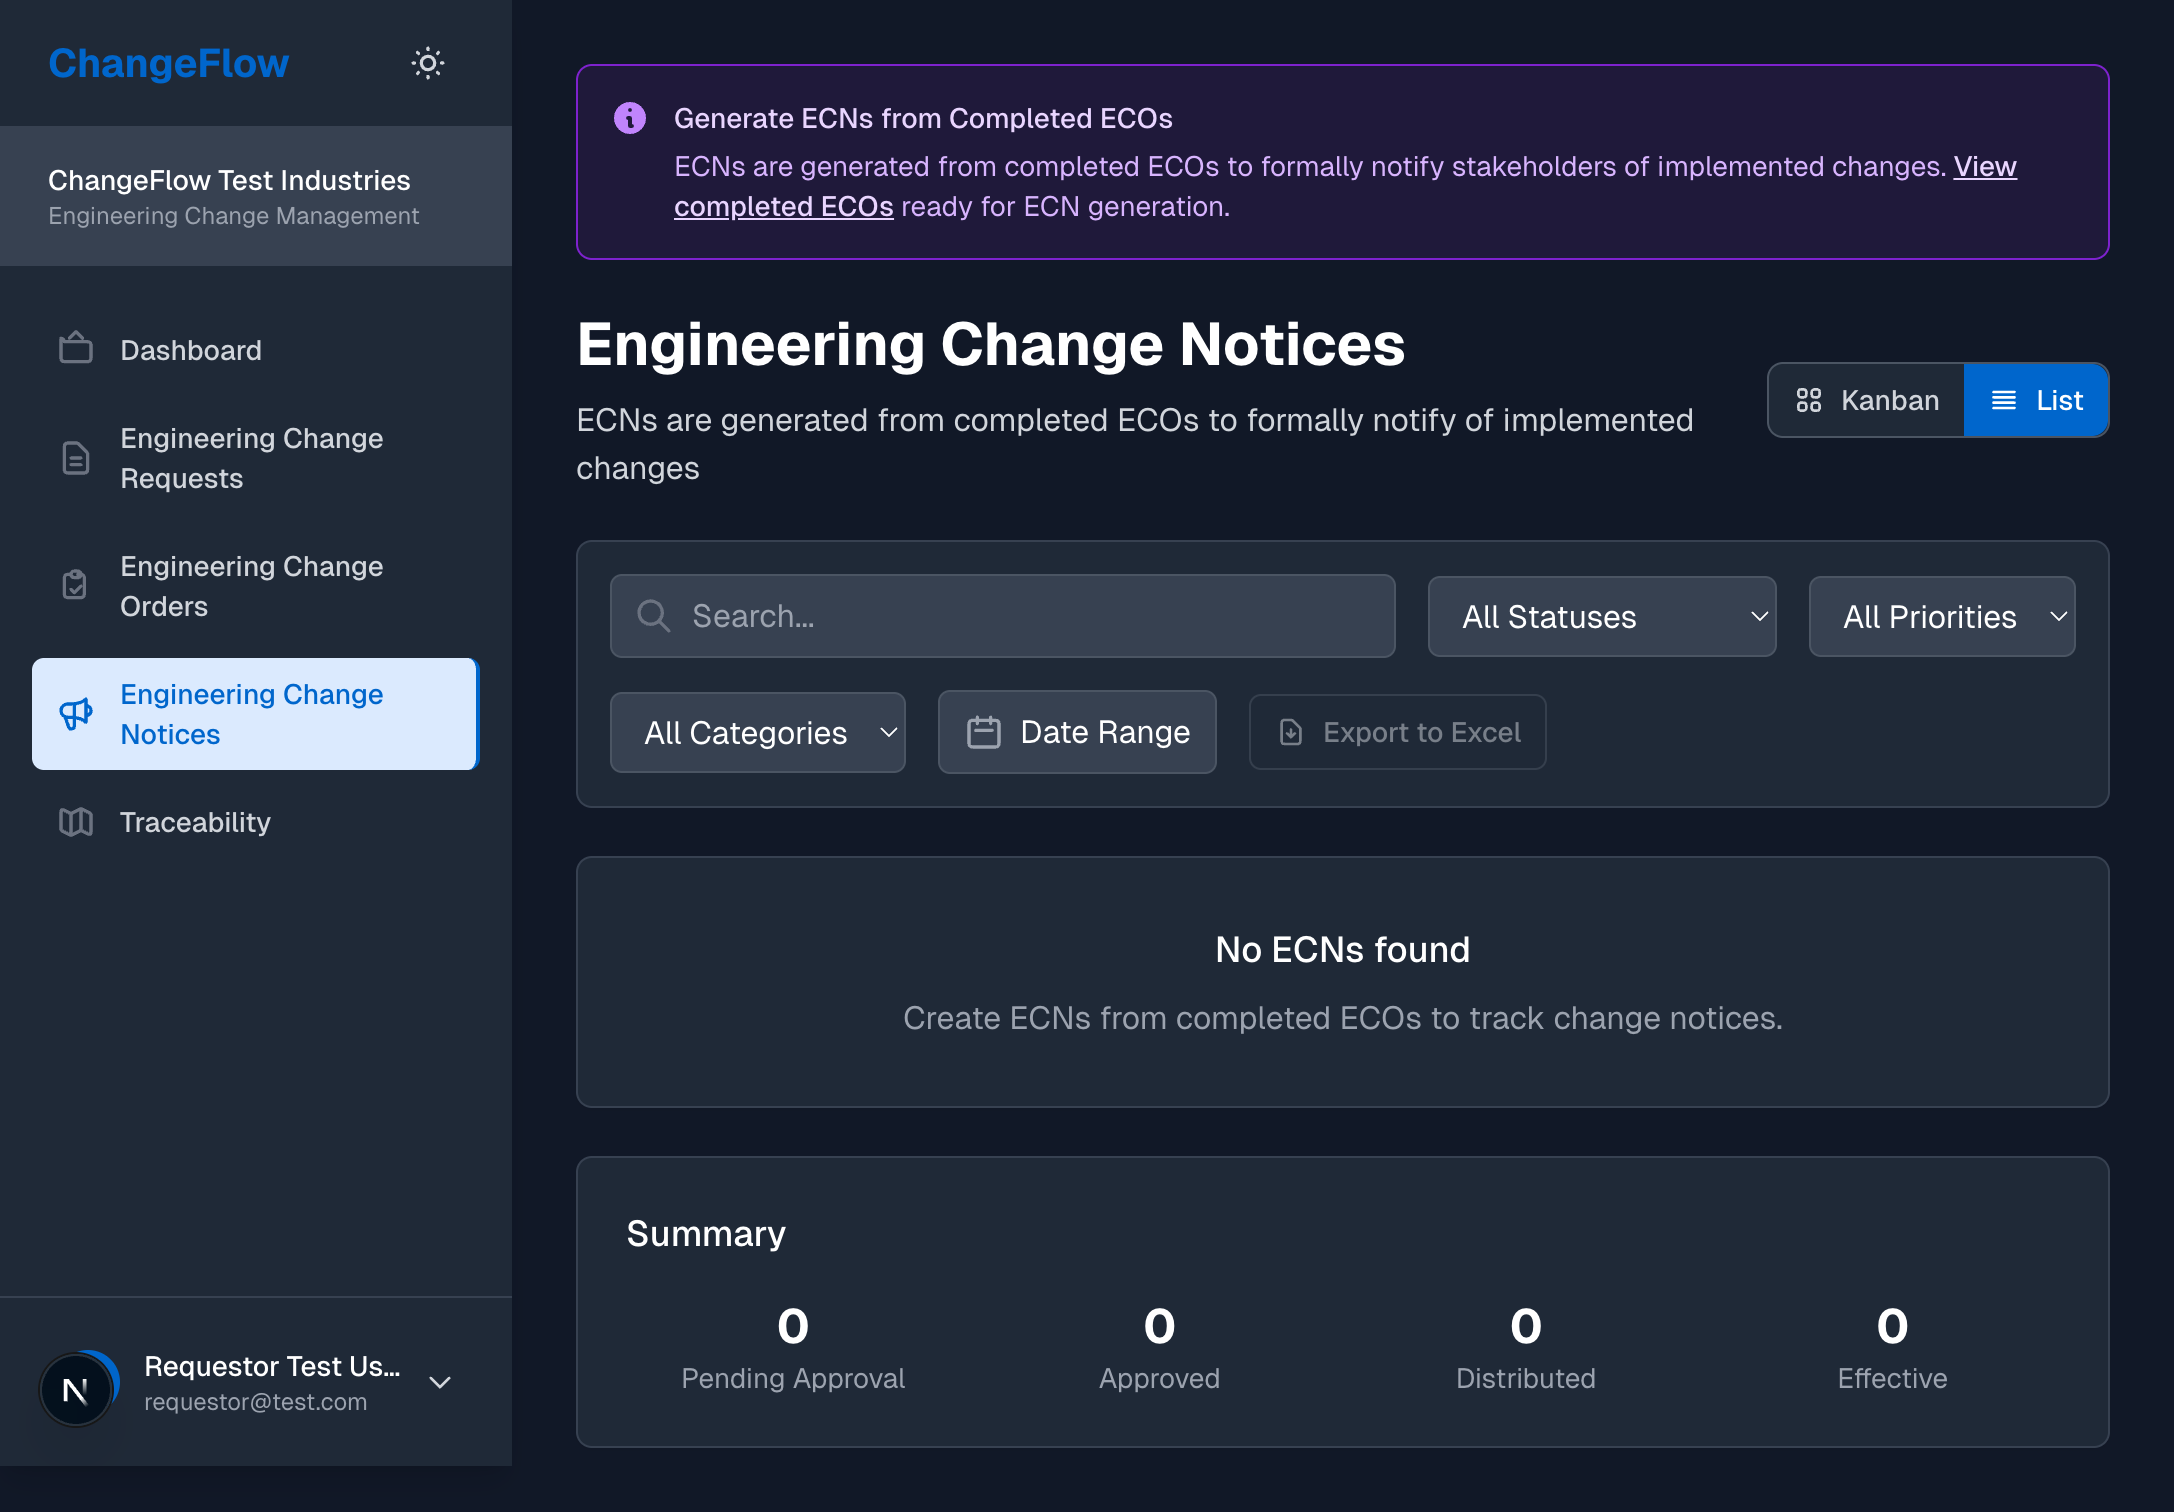 ChangeFlow
ChangeFlow Test Industries
Engineering Change Management
Dashboard
Engineering Change
Requests
Engineering Change
Orders
Engineering Change
Notices
Traceability
N
Requestor Test Us...
requestor@test.com
Generate ECNs from Completed ECOs
ECNs are generated from completed ECOs to formally notify stakeholders of implemented changes. View
completed ECOs ready for ECN generation.
Engineering Change Notices
ECNs are generated from completed ECOs to formally notify of implemented
changes
Kanban
List
Search...
All Statuses
All Priorities
All Categories
Date Range
Export to Excel
No ECNs found
Create ECNs from completed ECOs to track change notices.
Summary
0
Pending Approval
0
Approved
0
Distributed
0
Effective